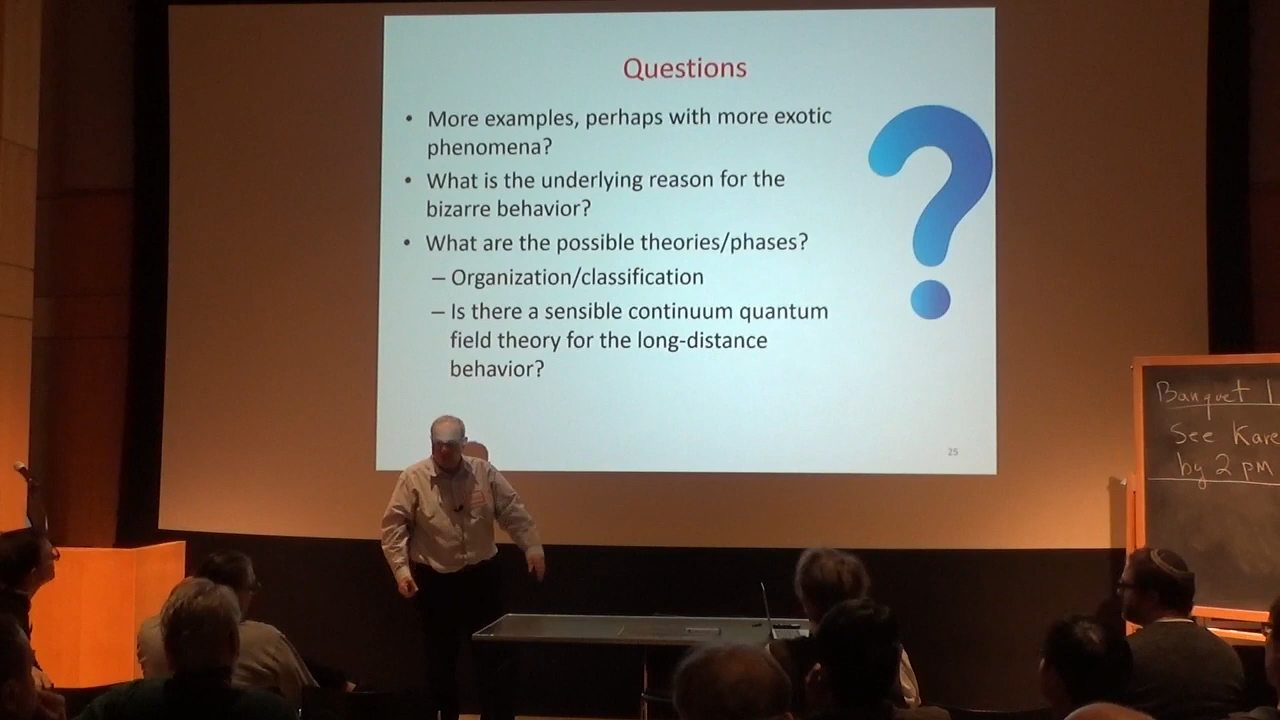 Questions
• More examples, perhaps with more exotic
phenomena?
• What is the underlying reason for the
bizarre behavior?
• What are the possible theories/phases?
– Organization/classification
– Is there a sensible continuum quantum
field theory for the long-distance
behavior?
25
Banquet
See Kare
by 2 pm